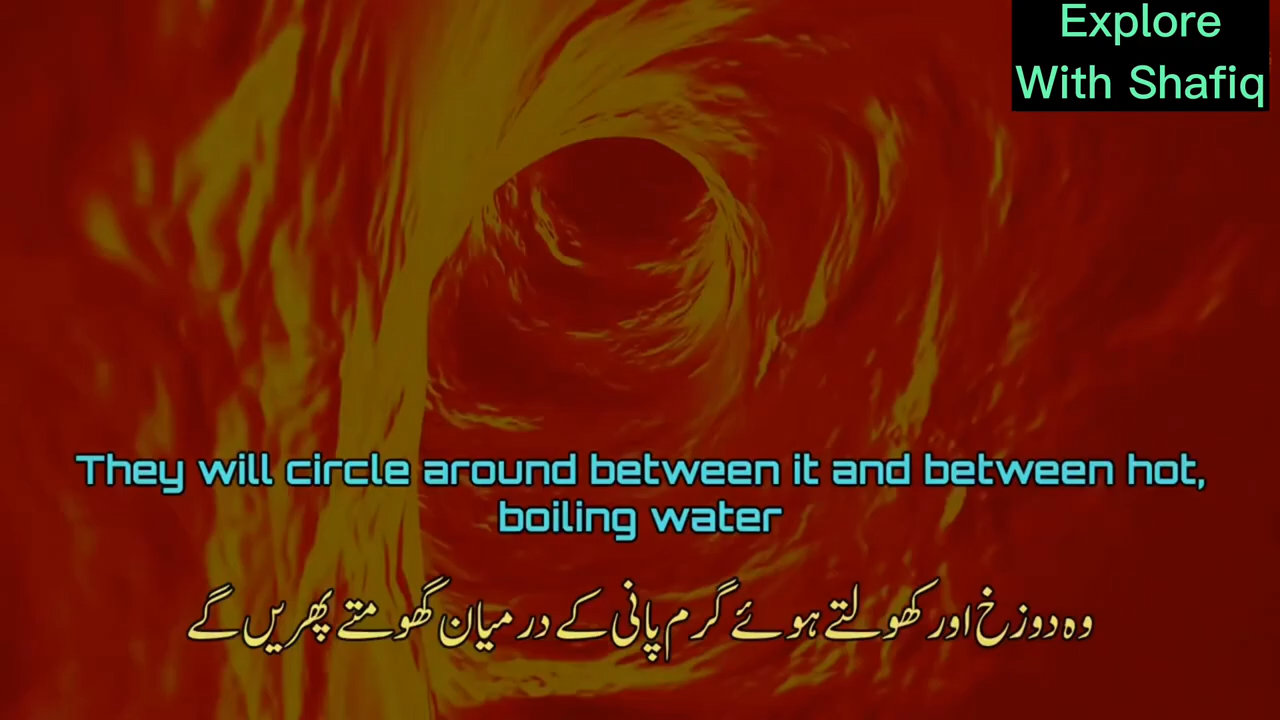 Explore
With Shafiq
They will circle around between it and between hot,
boiling water
وہ دوزخ اور کھولتے ہوئے گرم پانی کے درمیان گھومتے پھریں گے